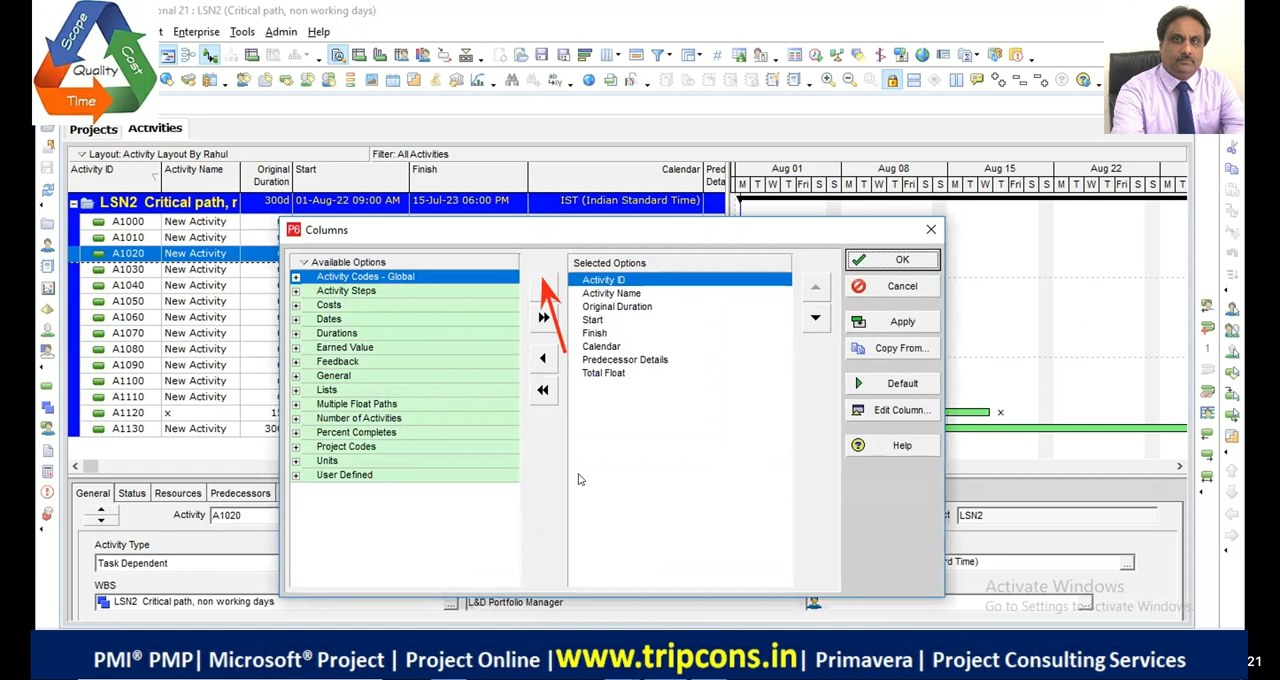 onal 21 : LSN2 (Critical path, non working days)
Scope
Cost
Quality
Time
Enterprise Tools Admin Help
Projects Activities
Layout: Activity Layout By Rahul Filter: All Activities
Activity ID Activity Name Original Duration Start Finish Calendar Pred Deta
Aug 01 Aug 08 Aug 15 Aug 22
M T W T Fri S S M T W T Fri S S M T W T Fri S S M T W T Fri S S M T
LSN2 Critical path, r 300d 01-Aug-22 09:00 AM 15-Jul-23 06:00 PM IST (Indian Standard Time)
A1000 New Activity
A1010 New Activity
A1020 New Activity
A1030 New Activity
A1040 New Activity
A1050 New Activity
A1060 New Activity
A1070 New Activity
A1080 New Activity
A1090 New Activity
A1100 New Activity
A1110 New Activity
A1120 x 1 x
A1130 New Activity 30
P6 Columns
Available Options
Activity Codes - Global
Activity Steps
Costs
Dates
Durations
Earned Value
Feedback
General
Lists
Multiple Float Paths
Number of Activities
Percent Completes
Project Codes
Units
User Defined
Selected Options
Activity ID
Activity Name
Original Duration
Start
Finish
Calendar
Predecessor Details
Total Float
OK
Cancel
Apply
Copy From...
Default
Edit Column...
Help
General Status Resources Predecessors
Activity A1020 ct LSN2
Activity Type
Task Dependent rd Time) ...
WBS
LSN2 Critical path, non working days ... L&D Portfolio Manager
Activate Windows
Go to Settings to activate Windows.
PMI® PMP| Microsoft® Project | Project Online |www.tripcons.in| Primavera | Project Consulting Services
21